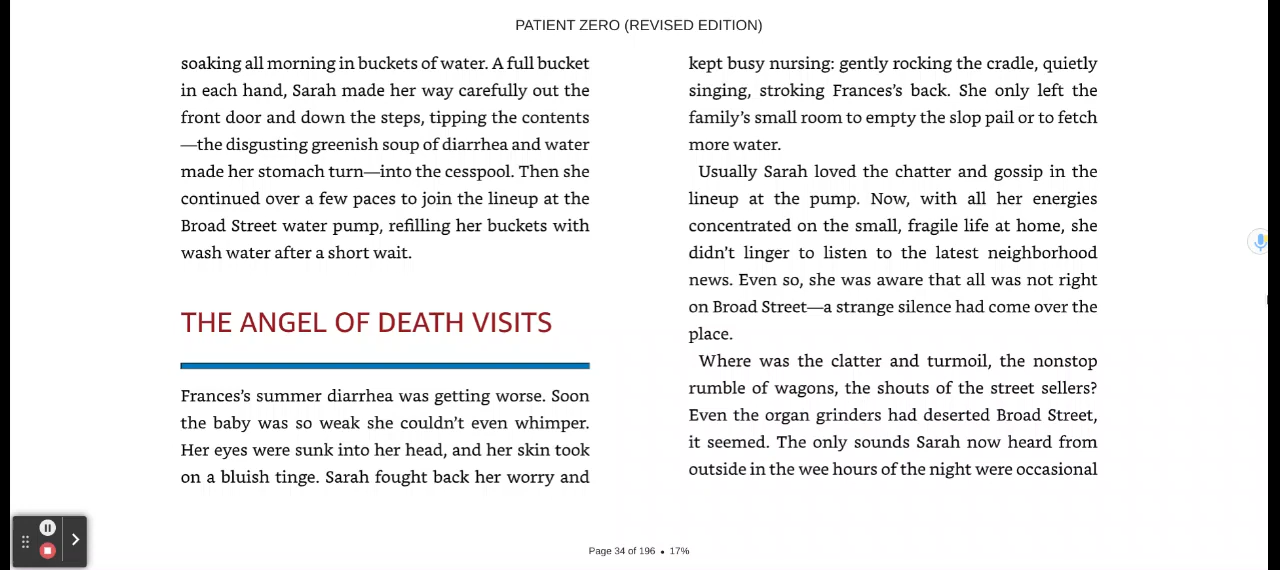 PATIENT ZERO (REVISED EDITION)
soaking all morning in buckets of water. A full bucket
in each hand, Sarah made her way carefully out the
front door and down the steps, tipping the contents
—the disgusting greenish soup of diarrhea and water
made her stomach turn—into the cesspool. Then she
continued over a few paces to join the lineup at the
Broad Street water pump, refilling her buckets with
wash water after a short wait.
THE ANGEL OF DEATH VISITS
Frances’s summer diarrhea was getting worse. Soon
the baby was so weak she couldn’t even whimper.
Her eyes were sunk into her head, and her skin took
on a bluish tinge. Sarah fought back her worry and
kept busy nursing: gently rocking the cradle, quietly
singing, stroking Frances’s back. She only left the
family’s small room to empty the slop pail or to fetch
more water.
Usually Sarah loved the chatter and gossip in the
lineup at the pump. Now, with all her energies
concentrated on the small, fragile life at home, she
didn’t linger to listen to the latest neighborhood
news. Even so, she was aware that all was not right
on Broad Street—a strange silence had come over the
place.
Where was the clatter and turmoil, the nonstop
rumble of wagons, the shouts of the street sellers?
Even the organ grinders had deserted Broad Street,
it seemed. The only sounds Sarah now heard from
outside in the wee hours of the night were occasional
Page 34 of 196 • 17%